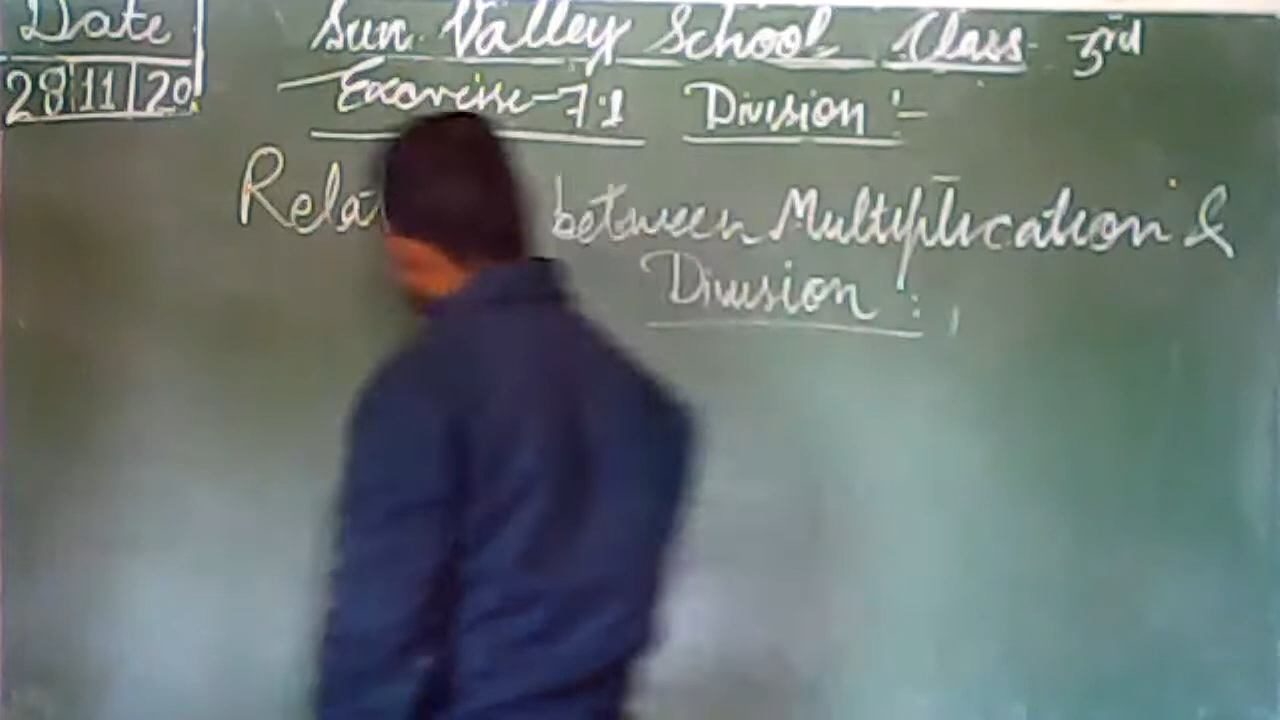 Date
28 11 20
Sun Valley School Class 3rd
Exercise-7.1 Division :-
Rela between Multiplication &
Division :